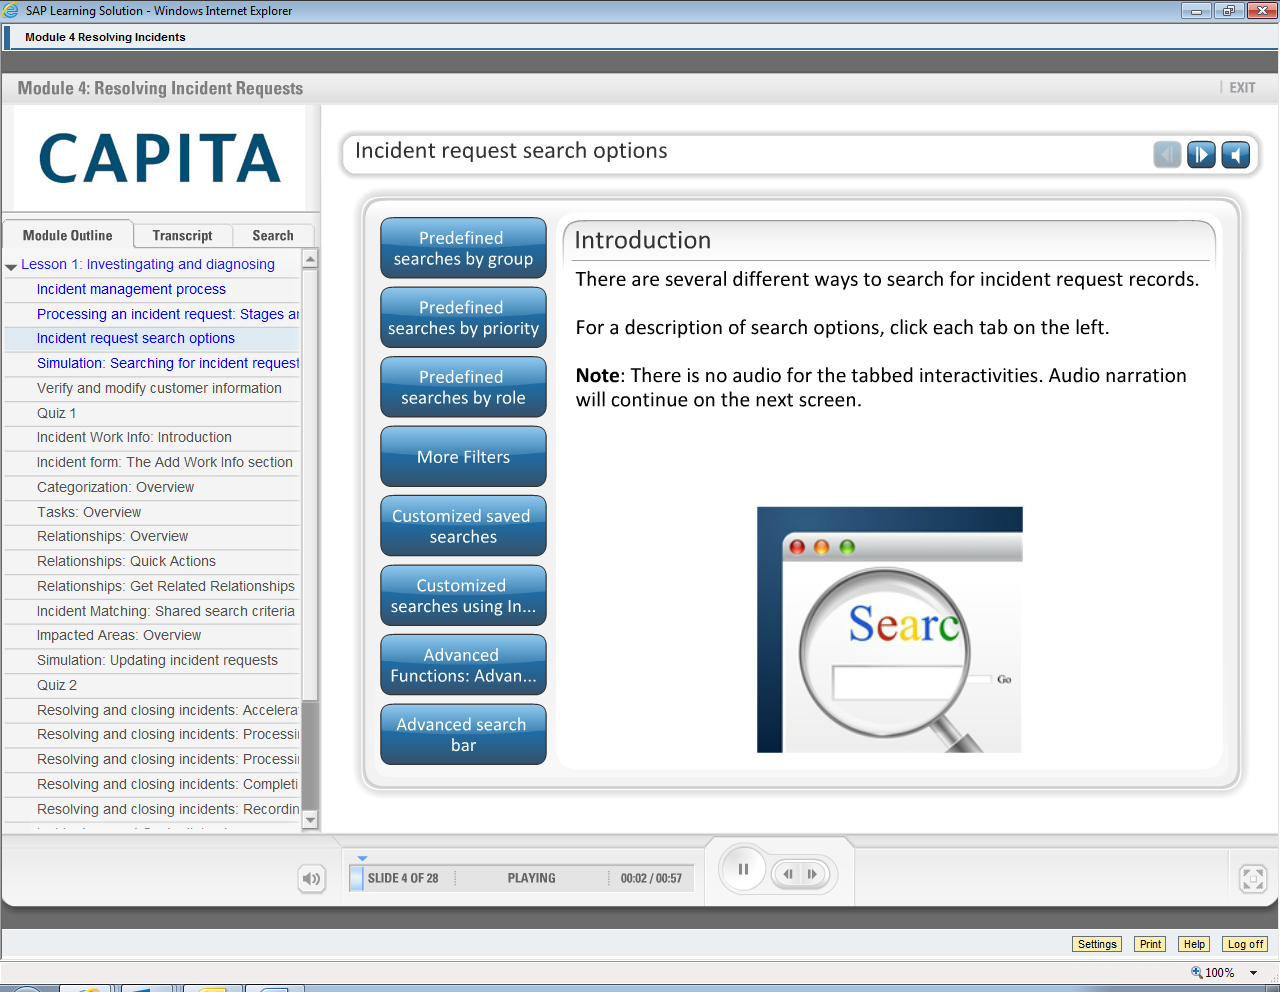 SAP Learning Solution - Windows Internet Explorer
Module 4 Resolving Incidents
Module 4: Resolving Incident Requests
EXIT
CAPITA
Module Outline
Transcript
Search
Lesson 1: Investingating and diagnosing
Incident management process
Processing an incident request: Stages ar
Incident request search options
Simulation: Searching for incident request
Verify and modify customer information
Quiz 1
Incident Work Info: Introduction
Incident form: The Add Work Info section
Categorization: Overview
Tasks: Overview
Relationships: Overview
Relationships: Quick Actions
Relationships: Get Related Relationships
Incident Matching: Shared search criteria
Impacted Areas: Overview
Simulation: Updating incident requests
Quiz 2
Resolving and closing incidents: Accelera
Resolving and closing incidents: Processi
Resolving and closing incidents: Processi
Resolving and closing incidents: Completi
Resolving and closing incidents: Recordin
Incident request search options
Predefined
searches by group
Predefined
searches by priority
Predefined
searches by role
More Filters
Customized saved
searches
Customized
searches using In...
Advanced
Functions: Advan...
Advanced search
bar
Introduction
There are several different ways to search for incident request records.
For a description of search options, click each tab on the left.
Note: There is no audio for the tabbed interactivities. Audio narration
will continue on the next screen.
Searc
Go
SLIDE 4 OF 28
PLAYING
00:02 / 00:57
Settings
Print
Help
Log off
100%